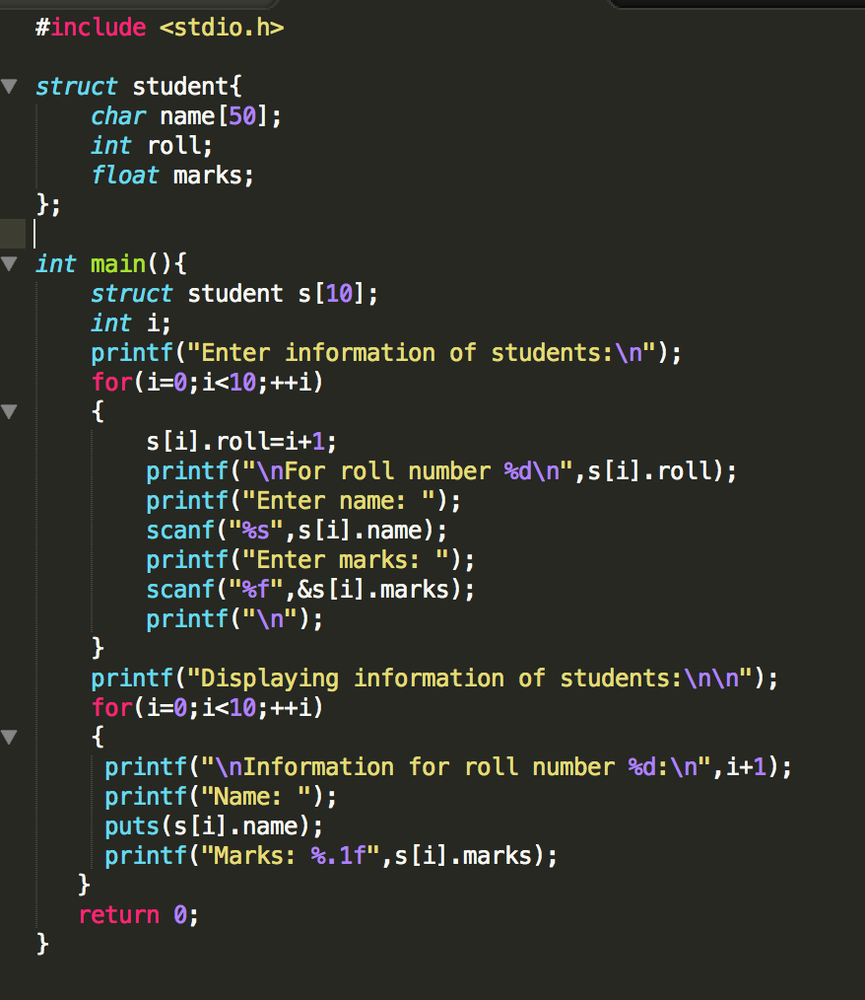 #include <stdio.h>
struct student{
char name[50];
int roll;
float marks;
};
int main(){
struct student s[10];
int i;
printf("Enter information of students:\n");
for(i=0;i<10;++i)
{
s[i].roll=i+1;
printf("\nFor roll number %d\n",s[i].roll);
printf("Enter name: ");
scanf("%s",s[i].name);
printf("Enter marks: ");
scanf("%f",&s[i].marks);
printf("\n");
}
printf("Displaying information of students:\n\n");
for(i=0;i<10;++i)
{
printf("\nInformation for roll number %d:\n",i+1);
printf("Name: ");
puts(s[i].name);
printf("Marks: %.1f",s[i].marks);
}
return 0;
}